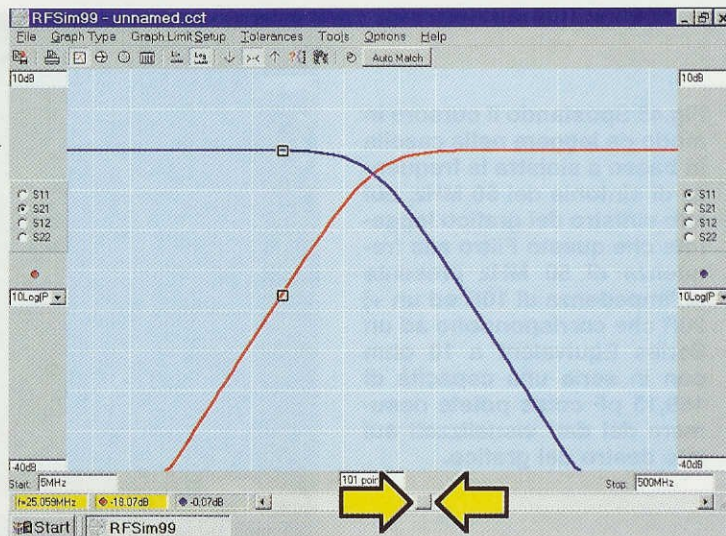 RFSim99 - unnamed.cct
File Graph Type Graph Limit Setup Tolerances Tools Options Help
Lin Log Auto Match
10dB
10dB
S11
S21
S12
S22
S11
S21
S12
S22
10Log|P
10Log|P
-40dB
-40dB
Start: 5MHz
101 poin
Stop: 500MHz
f=25.059MHz
-18.07dB
-0.07dB
Start
RFSim99